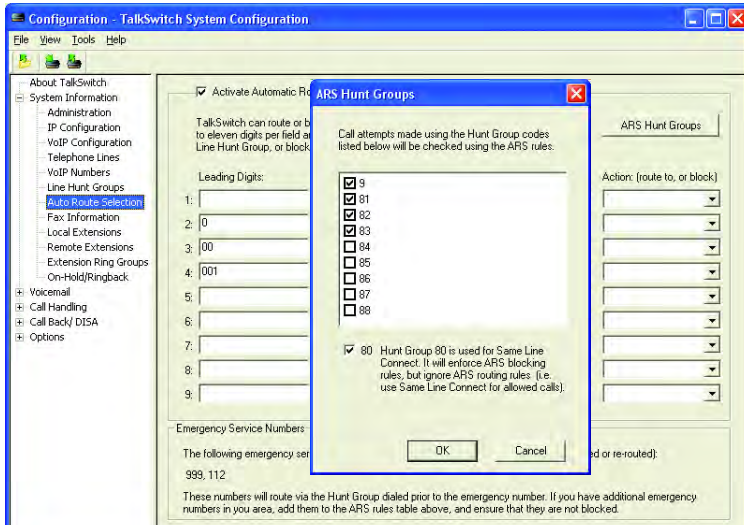 Configuration - TalkSwitch System Configuration
File View Tools Help
About TalkSwitch
System Information
Administration
IP Configuration
VoIP Configuration
Telephone Lines
VoIP Numbers
Line Hunt Groups
Auto Route Selection
Fax Information
Local Extensions
Remote Extensions
Extension Ring Groups
On-Hold/Ringback
Voicemail
Call Handling
Call Back/ DISA
Options
Activate Automatic Ro
TalkSwitch can route or b
to eleven digits per field a
Line Hunt Group, or block
ARS Hunt Groups
Leading Digits:
Action: (route to, or block)
1:
2: 0
3: 00
4: 001
5:
6:
7:
8:
9:
ARS Hunt Groups
Call attempts made using the Hunt Group codes
listed below will be checked using the ARS rules.
9
81
82
83
84
85
86
87
88
80 Hunt Group 80 is used for Same Line
Connect. It will enforce ARS blocking
rules, but ignore ARS routing rules (i.e.
use Same Line Connect for allowed calls).
OK Cancel
Emergency Service Numbers
The following emergency ser
ed or re-routed):
999, 112
These numbers will route via the Hunt Group dialed prior to the emergency number. If you have additional emergency
numbers in you area, add them to the ARS rules table above, and ensure that they are not blocked.